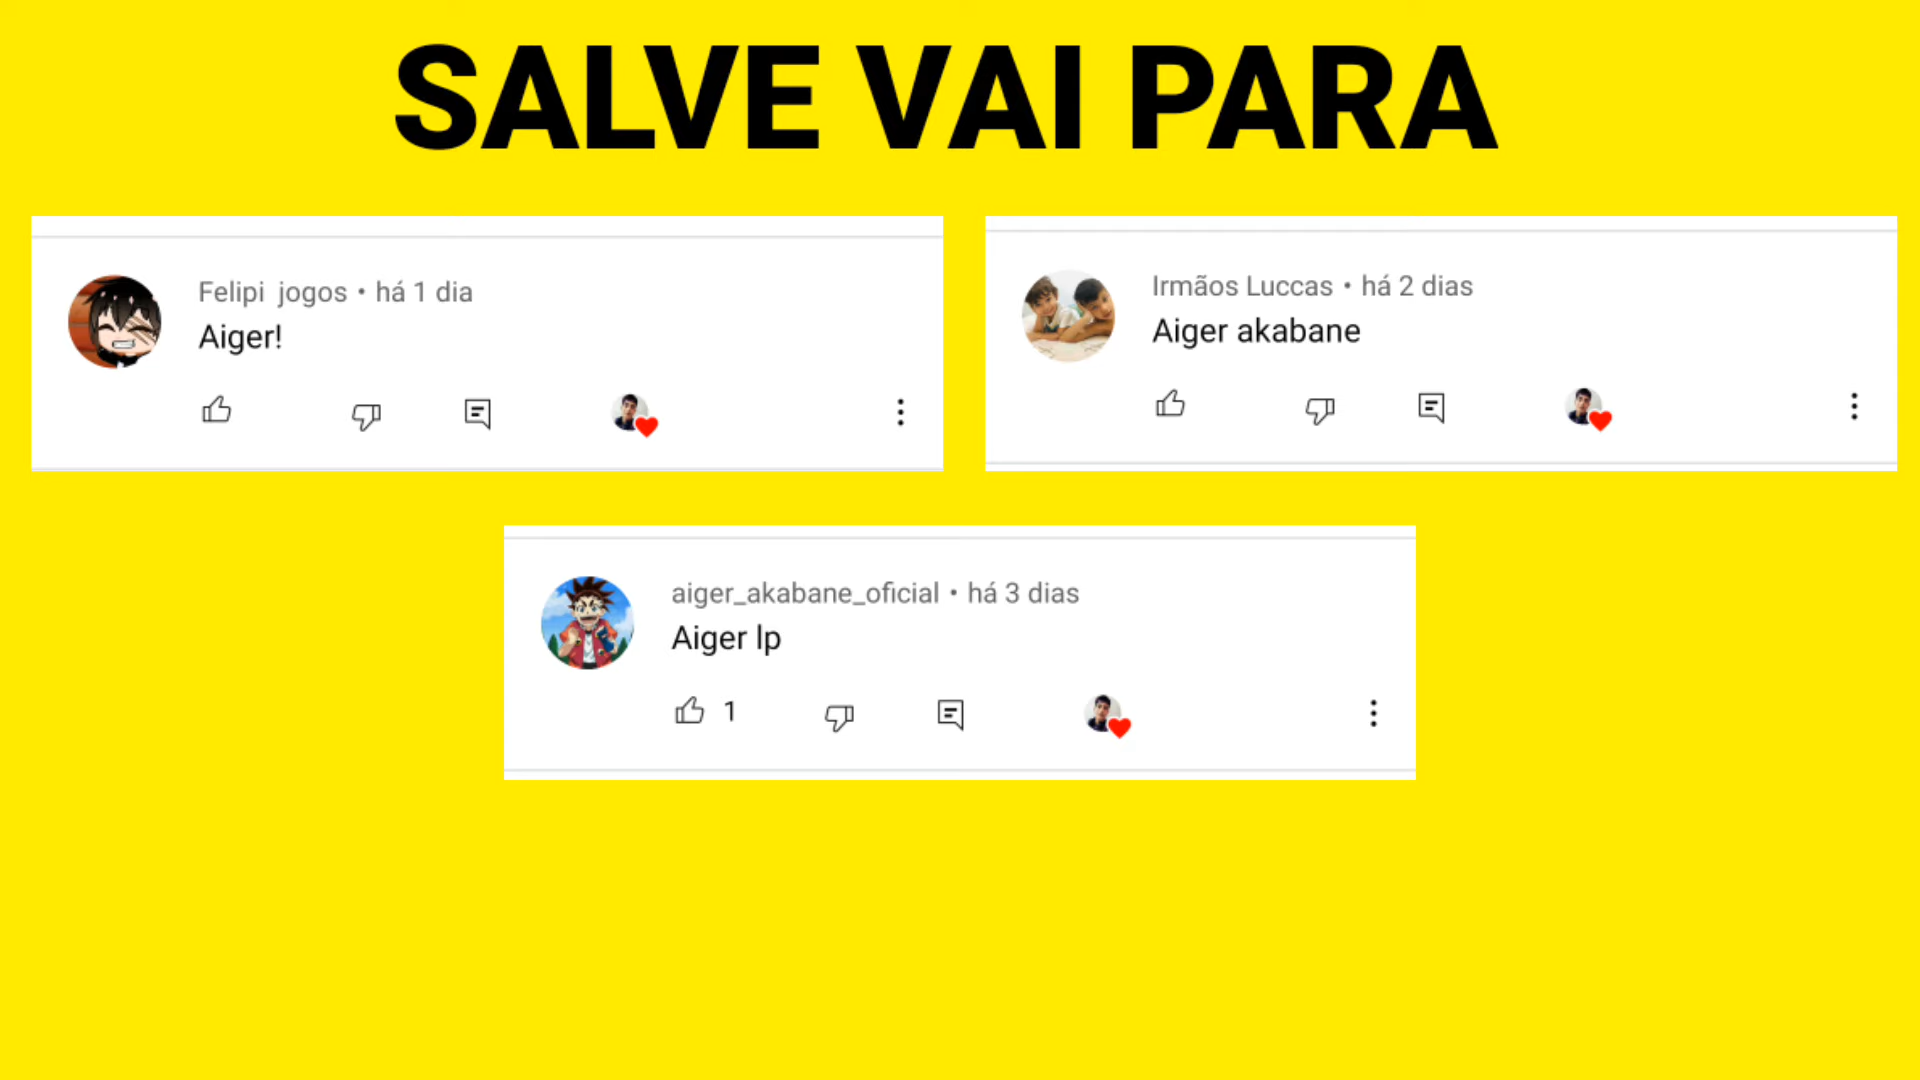 SALVE VAI PARA
Felipi jogos • há 1 dia
Aiger!
Irmãos Luccas • há 2 dias
Aiger akabane
aiger_akabane_oficial • há 3 dias
Aiger lp
1